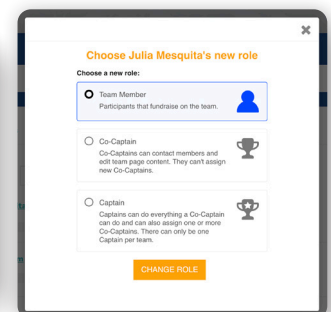 Choose Julia Mesquita's new role
Choose a new role:
Team Member
Participants that fundraise on the team.
Co-Captain
Co-Captains can contact members and
edit team page content. They can't assign
new Co-Captains.
Captain
Captains can do everything a Co-Captain
can do and can also assign one or more
Co-Captains. There can only be one
Captain per team.
CHANGE ROLE